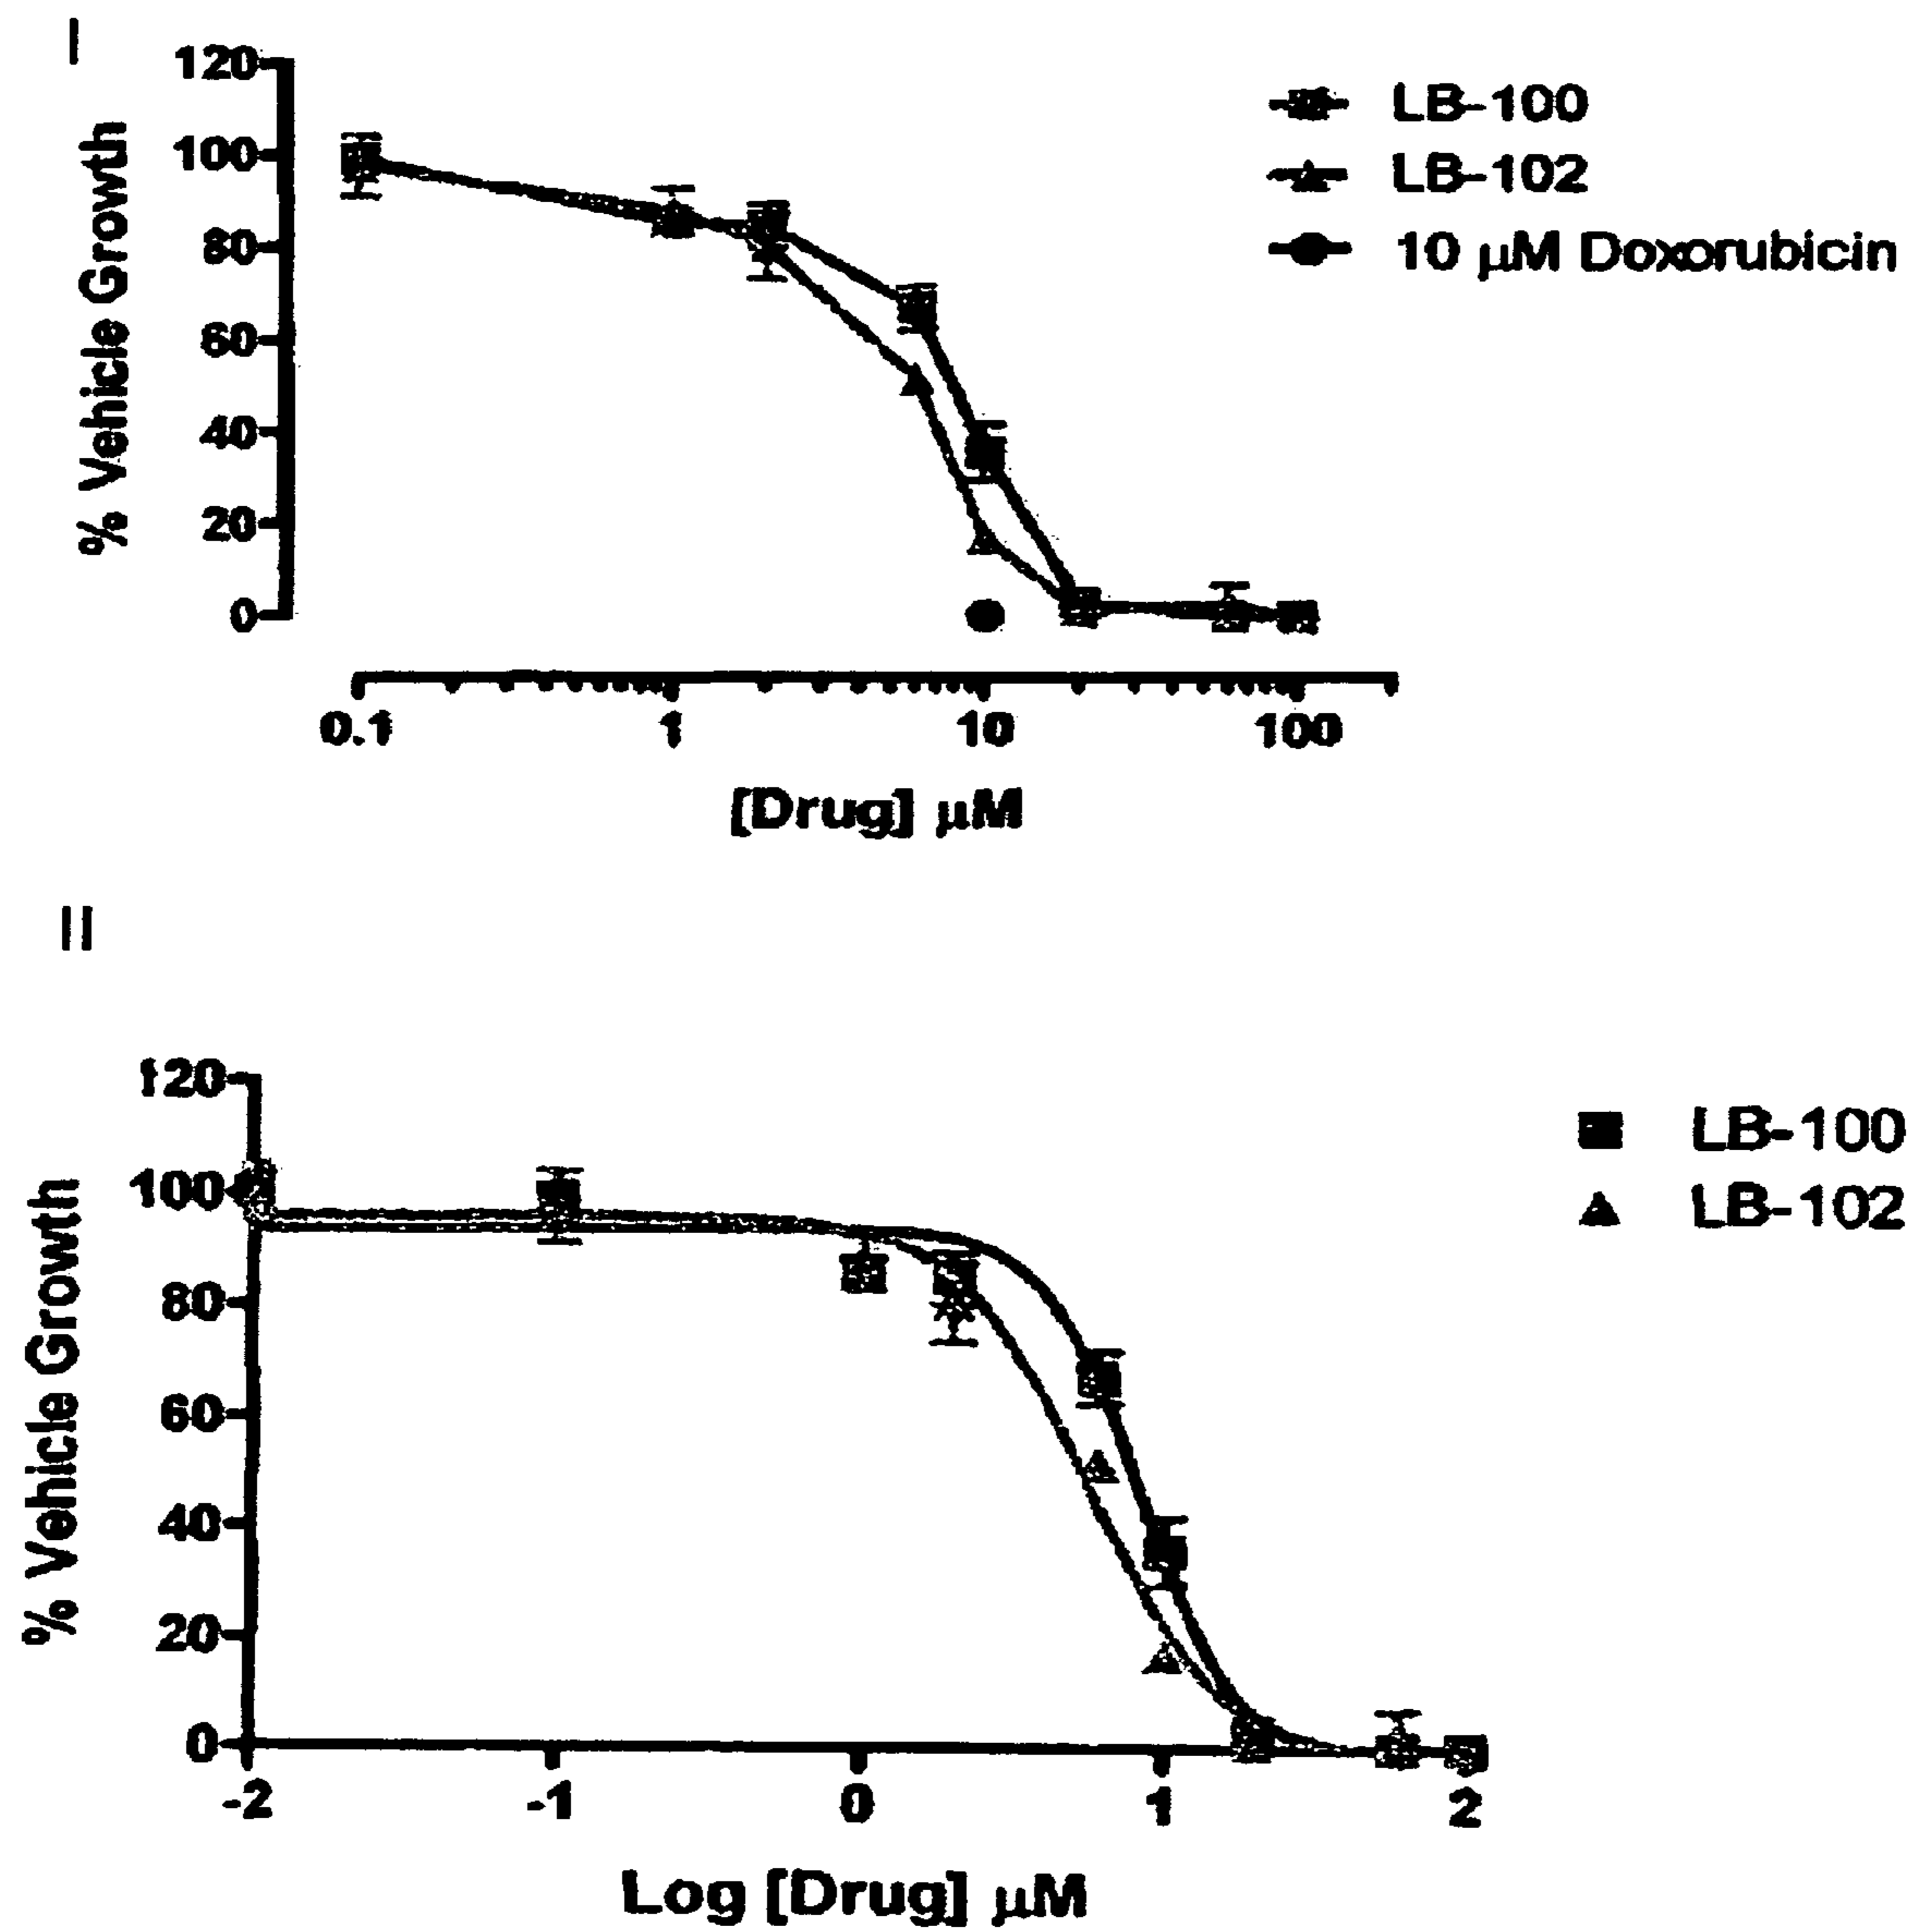 I
120
100
80
60
40
20
0
% Vehicle Growth
LB-100
LB-102
10 μM Doxorubicin
0.1 1 10 100
[Drug] μM
II
120
100
80
60
40
20
0
% Vehicle Growth
LB-100
LB-102
-2 -1 0 1 2
Log [Drug] μM